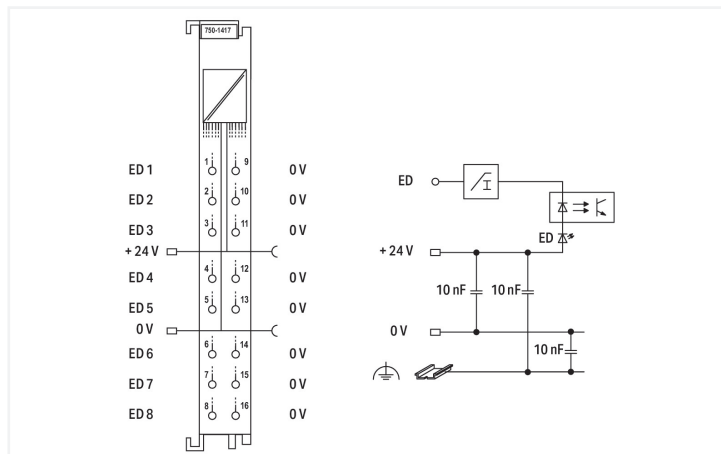 750-1417
ED 1 1 9 0 V
ED 2 2 10 0 V
ED 3 3 11 0 V
+ 24 V
ED 4 4 12 0 V
ED 5 5 13 0 V
0 V
ED 6 6 14 0 V
ED 7 7 15 0 V
ED 8 8 16 0 V
ED I
ED
+ 24 V
10 nF 10 nF
0 V
10 nF